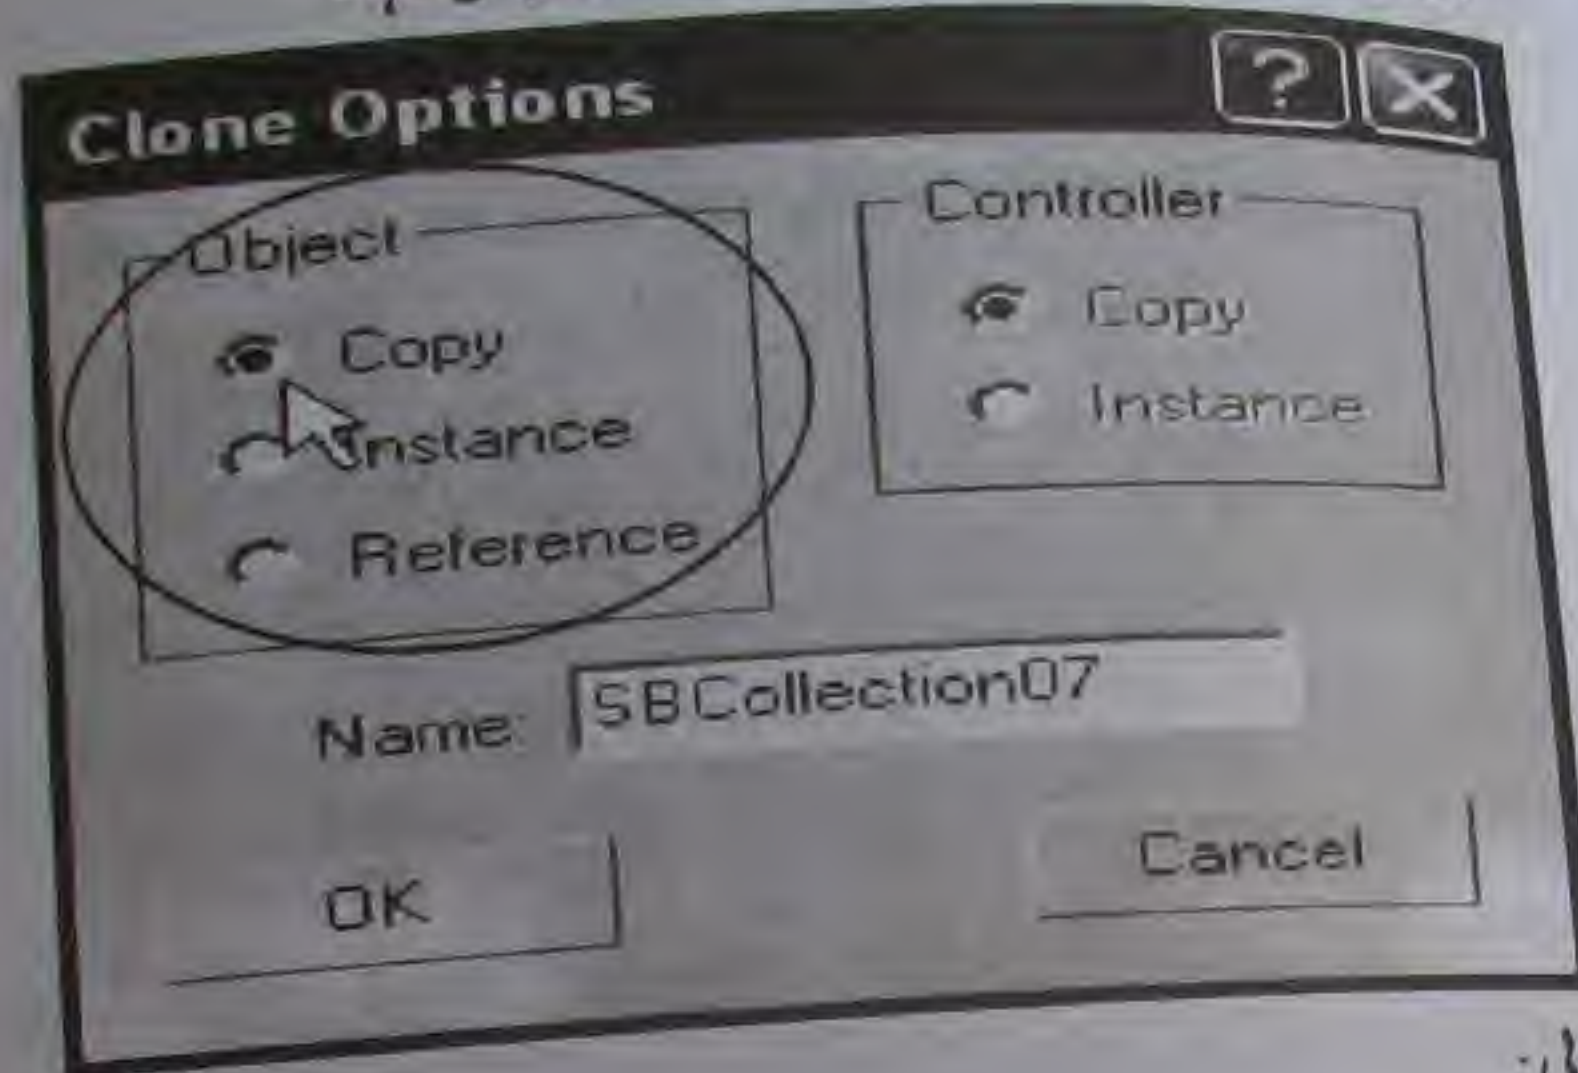 Clone Options
Object
Copy
Instance
Reference
Controller
Copy
Instance
Name: SBCollection07
OK
Cancel